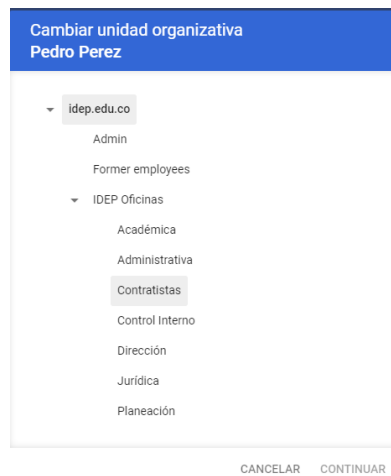 Cambiar unidad organizativa
Pedro Perez
idep.edu.co
Admin
Former employees
IDEP Oficinas
Académica
Administrativa
Contratistas
Control Interno
Dirección
Jurídica
Planeación
CANCELAR CONTINUAR